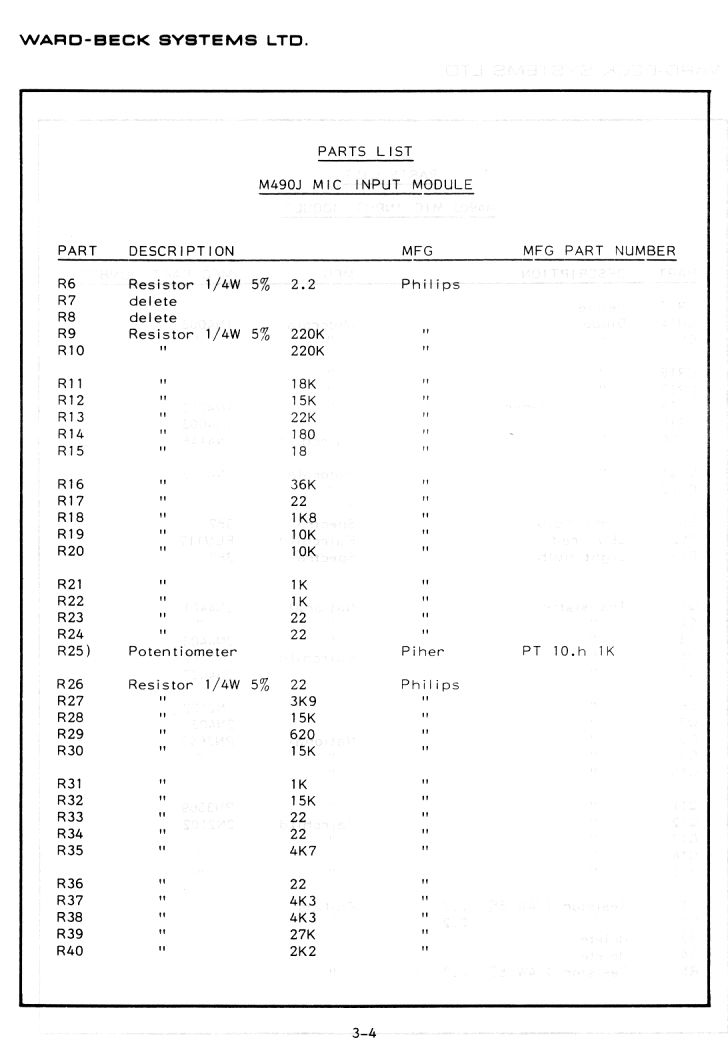 WARD-BECK SYSTEMS LTD.
PARTS LIST
M490J MIC INPUT MODULE
PART DESCRIPTION MFG MFG PART NUMBER
R6 Resistor 1/4W 5% 2.2 Philips
R7 delete
R8 delete
R9 Resistor 1/4W 5% 220K "
R10 " 220K "
R11 " 18K "
R12 " 15K "
R13 " 22K "
R14 " 180 "
R15 " 18 "
R16 " 36K "
R17 " 22 "
R18 " 1K8 "
R19 " 10K "
R20 " 10K "
R21 " 1K "
R22 " 1K "
R23 " 22 "
R24 " 22 "
R25) Potentiometer Piher PT 10.h 1K
R26 Resistor 1/4W 5% 22 Philips
R27 " 3K9 "
R28 " 15K "
R29 " 620 "
R30 " 15K "
R31 " 1K "
R32 " 15K "
R33 " 22 "
R34 " 22 "
R35 " 4K7 "
R36 " 22 "
R37 " 4K3 "
R38 " 4K3 "
R39 " 27K "
R40 " 2K2 "
3-4